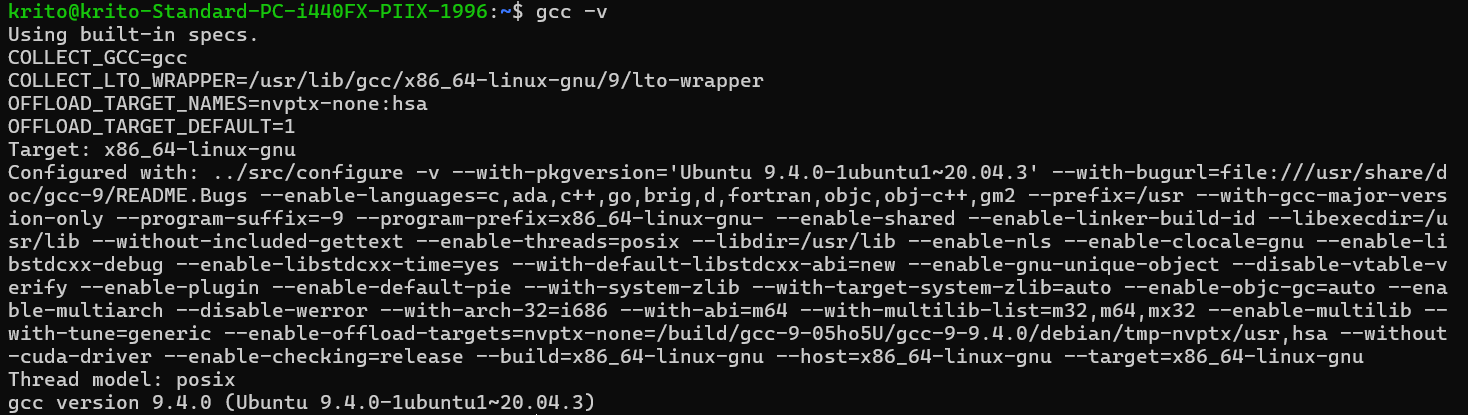 krito@krito-Standard-PC-i440FX-PIIX-1996:~$ gcc -v
Using built-in specs.
COLLECT_GCC=gcc
COLLECT_LTO_WRAPPER=/usr/lib/gcc/x86_64-linux-gnu/9/lto-wrapper
OFFLOAD_TARGET_NAMES=nvptx-none:hsa
OFFLOAD_TARGET_DEFAULT=1
Target: x86_64-linux-gnu
Configured with: ../src/configure -v --with-pkgversion='Ubuntu 9.4.0-1ubuntu1~20.04.3' --with-bugurl=file:///usr/share/d
oc/gcc-9/README.Bugs --enable-languages=c,ada,c++,go,brig,d,fortran,objc,obj-c++,gm2 --prefix=/usr --with-gcc-major-vers
ion-only --program-suffix=-9 --program-prefix=x86_64-linux-gnu- --enable-shared --enable-linker-build-id --libexecdir=/u
sr/lib --without-included-gettext --enable-threads=posix --libdir=/usr/lib --enable-nls --enable-clocale=gnu --enable-li
bstdcxx-debug --enable-libstdcxx-time=yes --with-default-libstdcxx-abi=new --enable-gnu-unique-object --disable-vtable-v
erify --enable-plugin --enable-default-pie --with-system-zlib --with-target-system-zlib=auto --enable-objc-gc=auto --ena
ble-multiarch --disable-werror --with-arch-32=i686 --with-abi=m64 --with-multilib-list=m32,m64,mx32 --enable-multilib --
with-tune=generic --enable-offload-targets=nvptx-none=/build/gcc-9-05ho5U/gcc-9-9.4.0/debian/tmp-nvptx/usr,hsa --without
-cuda-driver --enable-checking=release --build=x86_64-linux-gnu --host=x86_64-linux-gnu --target=x86_64-linux-gnu
Thread model: posix
gcc version 9.4.0 (Ubuntu 9.4.0-1ubuntu1~20.04.3)